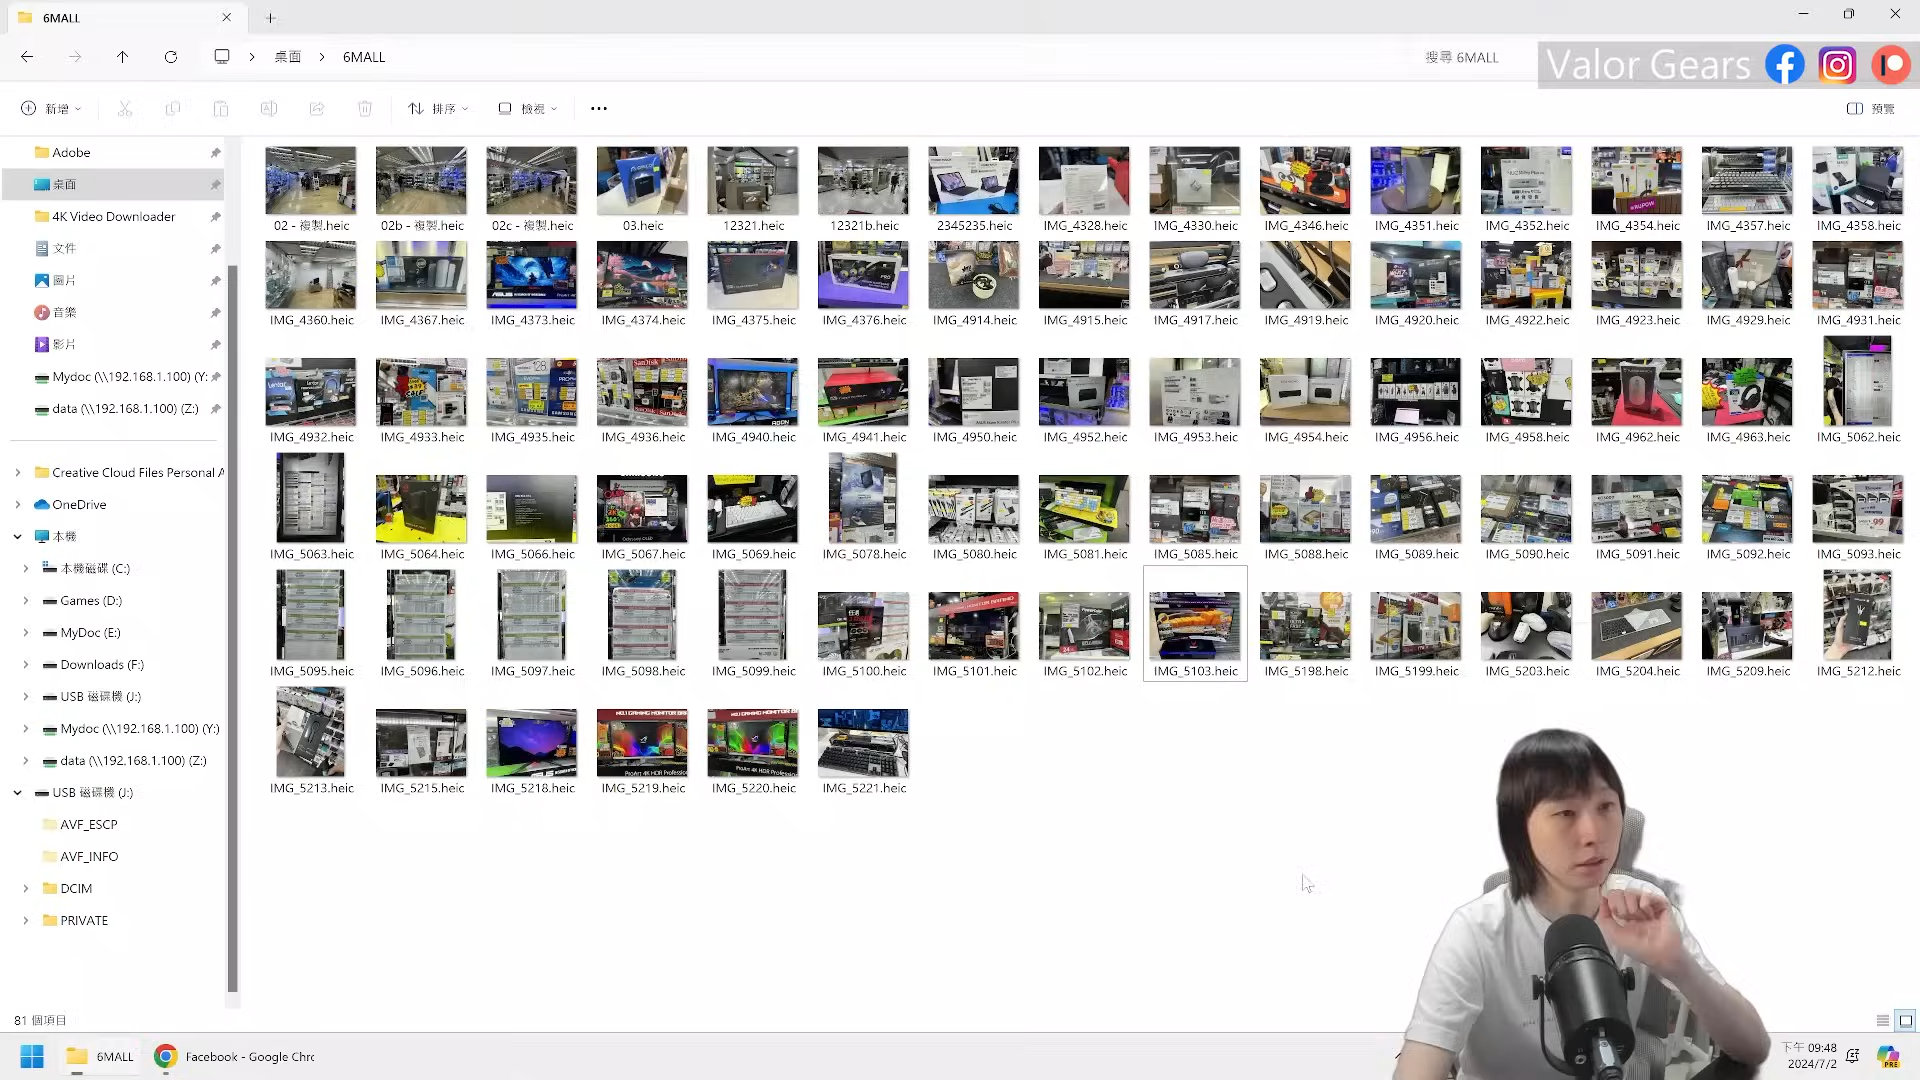 6MALL
桌面
6MALL
搜尋 6MALL
Valor Gears
新增
排序
檢視
預覽
Adobe
桌面
4K Video Downloader
文件
圖片
音樂
影片
Mydoc (\\192.168.1.100) (Y:
data (\\192.168.1.100) (Z:)
Creative Cloud Files Personal A
OneDrive
本機
本機磁碟 (C:)
Games (D:)
MyDoc (E:)
Downloads (F:)
USB 磁碟機 (J:)
Mydoc (\\192.168.1.100) (Y:)
data (\\192.168.1.100) (Z:)
USB 磁碟機 (J:)
AVF_ESCP
AVF_INFO
DCIM
PRIVATE
02 - 複製.heic
02b - 複製.heic
02c - 複製.heic
03.heic
12321.heic
12321b.heic
2345235.heic
IMG_4328.heic
IMG_4330.heic
IMG_4346.heic
IMG_4351.heic
IMG_4352.heic
IMG_4354.heic
IMG_4357.heic
IMG_4358.heic
IMG_4360.heic
IMG_4367.heic
IMG_4373.heic
IMG_4374.heic
IMG_4375.heic
IMG_4376.heic
IMG_4914.heic
IMG_4915.heic
IMG_4917.heic
IMG_4919.heic
IMG_4920.heic
IMG_4922.heic
IMG_4923.heic
IMG_4929.heic
IMG_4931.heic
IMG_4932.heic
IMG_4933.heic
IMG_4935.heic
IMG_4936.heic
IMG_4940.heic
IMG_4941.heic
IMG_4950.heic
IMG_4952.heic
IMG_4953.heic
IMG_4954.heic
IMG_4956.heic
IMG_4958.heic
IMG_4962.heic
IMG_4963.heic
IMG_5062.heic
IMG_5063.heic
IMG_5064.heic
IMG_5066.heic
IMG_5067.heic
IMG_5069.heic
IMG_5078.heic
IMG_5080.heic
IMG_5081.heic
IMG_5085.heic
IMG_5088.heic
IMG_5089.heic
IMG_5090.heic
IMG_5091.heic
IMG_5092.heic
IMG_5093.heic
IMG_5095.heic
IMG_5096.heic
IMG_5097.heic
IMG_5098.heic
IMG_5099.heic
IMG_5100.heic
IMG_5101.heic
IMG_5102.heic
IMG_5103.heic
IMG_5198.heic
IMG_5199.heic
IMG_5203.heic
IMG_5204.heic
IMG_5209.heic
IMG_5212.heic
IMG_5213.heic
IMG_5215.heic
IMG_5218.heic
IMG_5219.heic
IMG_5220.heic
IMG_5221.heic
81 個項目
6MALL
Facebook - Google Chrc
下午 09:48
2024/7/2
PRE